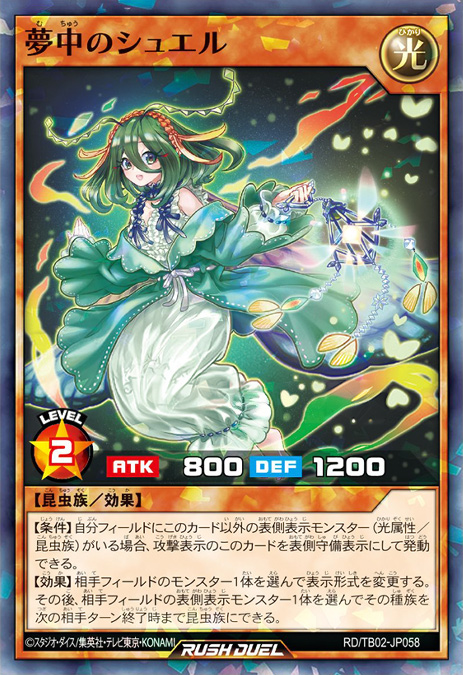 夢中のシュエル
光
LEVEL
2
ATK 800 DEF 1200
【昆虫族／効果】
【条件】自分フィールドにこのカード以外の表側表示モンスター(光属性／
昆虫族)がいる場合、攻撃表示のこのカードを表側守備表示にして発動
できる。
【効果】相手フィールドのモンスター1体を選んで表示形式を変更する。
その後、相手フィールドの表側表示モンスター1体を選んでその種族を
次の相手ターン終了時まで昆虫族にできる。
©スタジオ・ダイス/集英社・テレビ東京・KONAMI
RUSH DUEL
RD/TB02-JP058